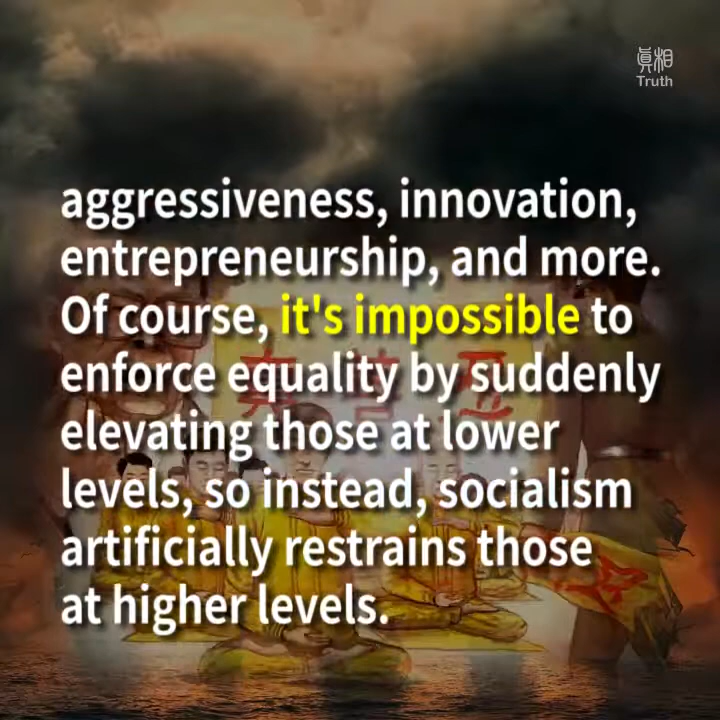 眞相
Truth
aggressiveness, innovation,
entrepreneurship, and more.
Of course, it's impossible to
enforce equality by suddenly
elevating those at lower
levels, so instead, socialism
artificially restrains those
at higher levels.